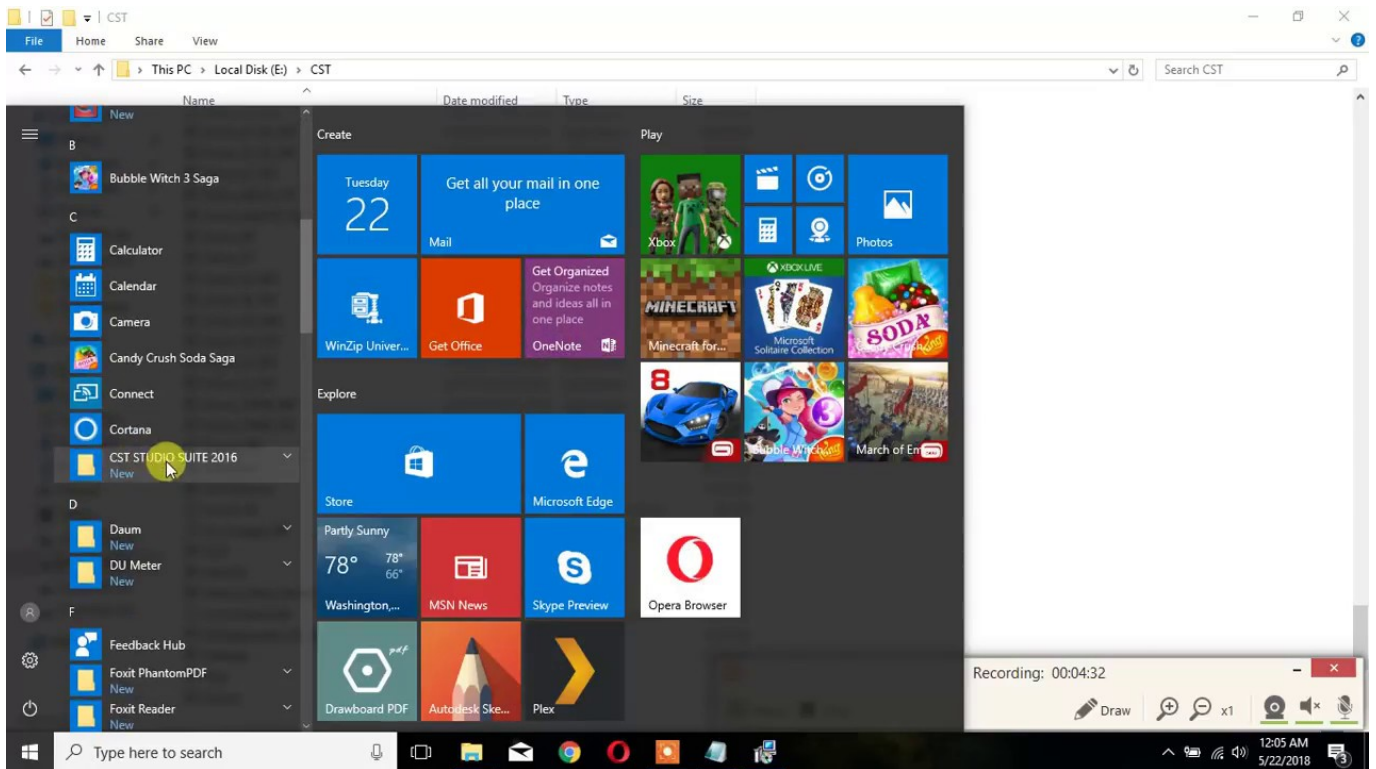 CST
File Home Share View
This PC > Local Disk (E:) > CST
Search CST
Name Date modified Type Size
New
B
Bubble Witch 3 Saga
C
Calculator
Calendar
Camera
Candy Crush Soda Saga
Connect
Cortana
CST STUDIO SUITE 2016
New
D
Daum
New
DU Meter
New
F
Feedback Hub
Foxit PhantomPDF
New
Foxit Reader
New
Create
Tuesday
22
Get all your mail in one
place
Mail
WinZip Univer...
Get Office
Get Organized
Organize notes
and ideas all in
one place
OneNote
Explore
Store
Microsoft Edge
Partly Sunny
78° 78°
66°
Washington,...
MSN News
Skype Preview
Drawboard PDF
Autodesk Ske...
Plex
Play
Xbox
Photos
MINECRAFT
Minecraft for...
XBOX LIVE
Microsoft
Solitaire Collection
SODA
8
3
Bubble Witch
March of Em
Opera Browser
Recording: 00:04:32
Draw
x1
Type here to search
12:05 AM
5/22/2018
3